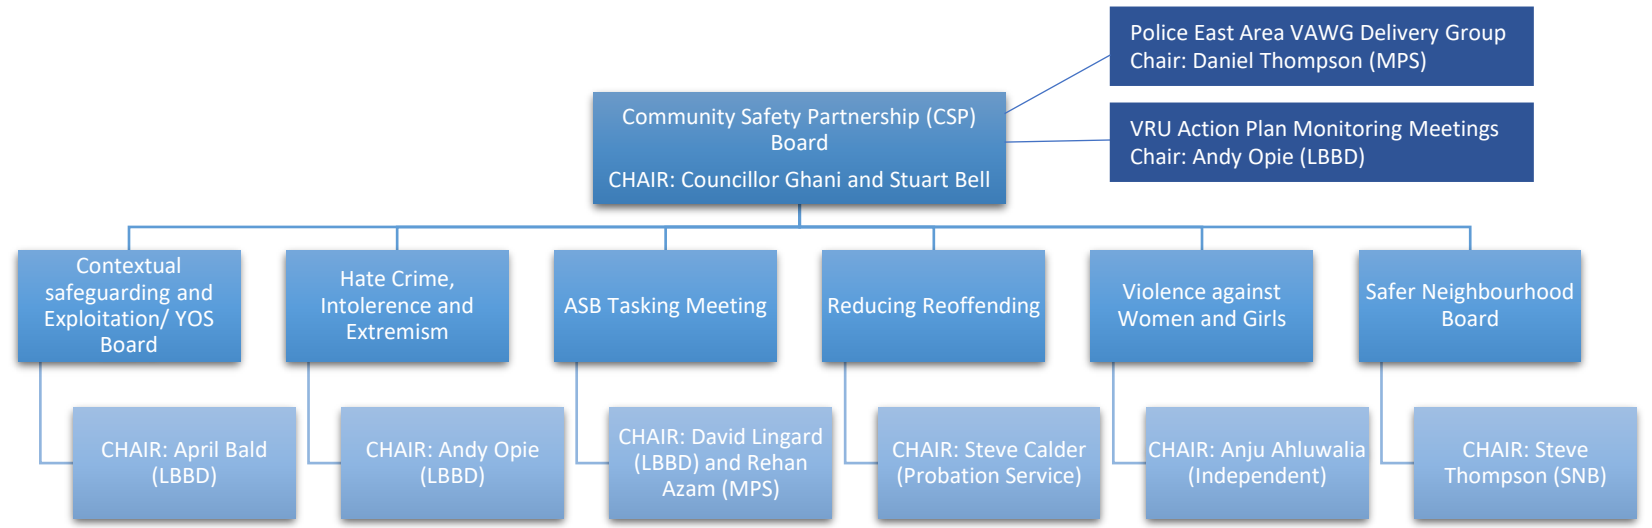 Police East Area VAWG Delivery Group
Chair: Daniel Thompson (MPS)
Community Safety Partnership (CSP)
Board
CHAIR: Councillor Ghani and Stuart Bell
VRU Action Plan Monitoring Meetings
Chair: Andy Opie (LBBD)
Contextual
safeguarding and
Exploitation/ YOS
Board
Hate Crime,
Intolerence and
Extremism
ASB Tasking Meeting
Reducing Reoffending
Violence against
Women and Girls
Safer Neighbourhood
Board
CHAIR: April Bald
(LBBD)
CHAIR: Andy Opie
(LBBD)
CHAIR: David Lingard
(LBBD) and Rehan
Azam (MPS)
CHAIR: Steve Calder
(Probation Service)
CHAIR: Anju Ahluwalia
(Independent)
CHAIR: Steve
Thompson (SNB)